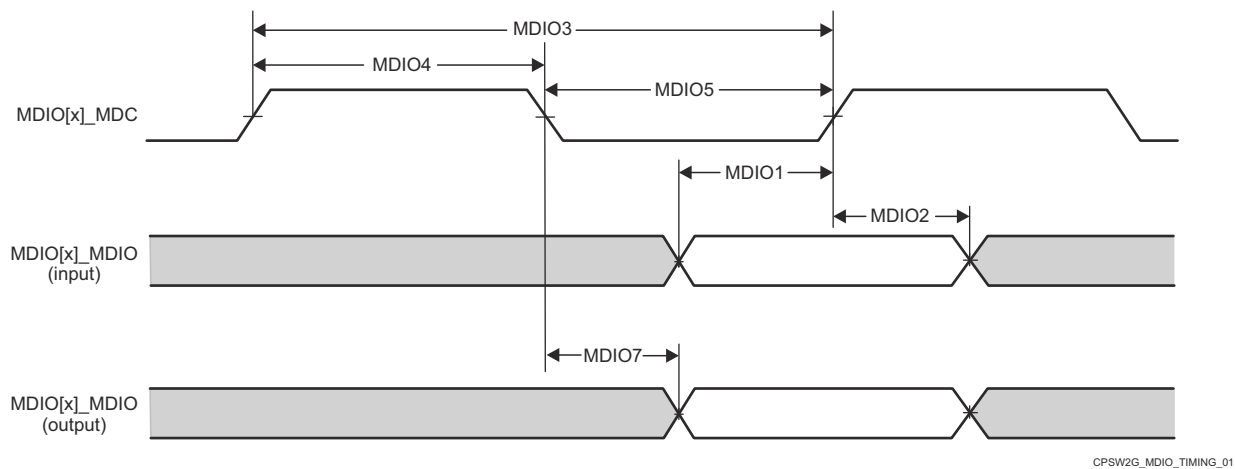 MDIO3
MDIO4
MDIO5
MDIO[x]_MDC
MDIO1
MDIO2
MDIO[x]_MDIO
(input)
MDIO7
MDIO[x]_MDIO
(output)
CPSW2G_MDIO_TIMING_01